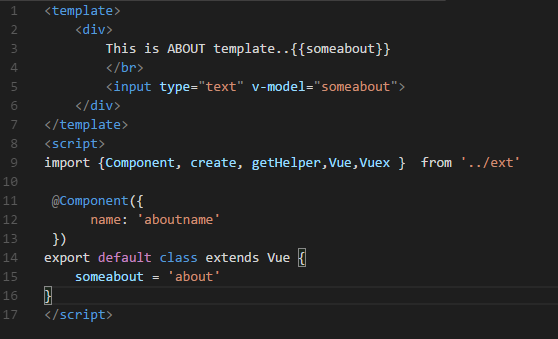 1 <template>
2     <div>
3         This is ABOUT template..{{someabout}}
4         </br>
5         <input type="text" v-model="someabout">
6     </div>
7 </template>
8 <script>
9 import {Component, create, getHelper,Vue,Vuex }  from '../ext'
10
11  @Component({
12       name: 'aboutname'
13  })
14 export default class extends Vue {
15     someabout = 'about'
16 }
17 </script>